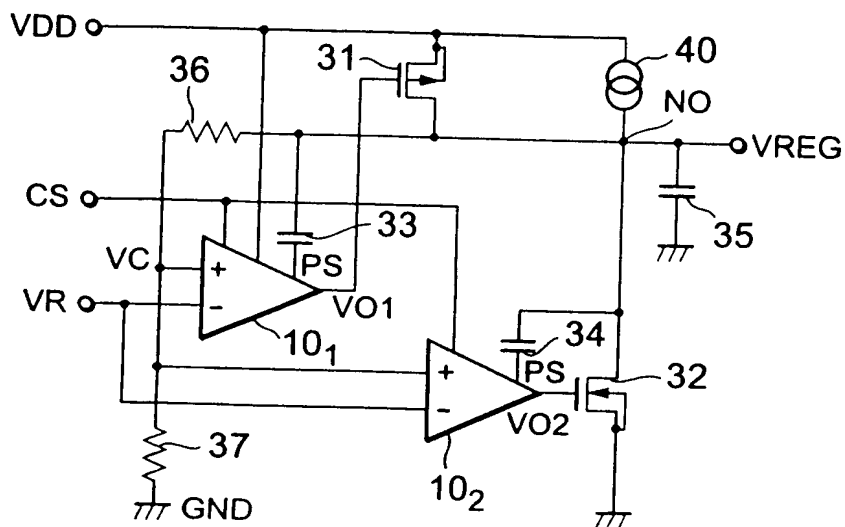 VDD
31
40
36
NO
VREG
CS
33
35
VC
PS
VR
VO1
34
10₁
PS
32
VO2
37
10₂
GND
+
-
+
-